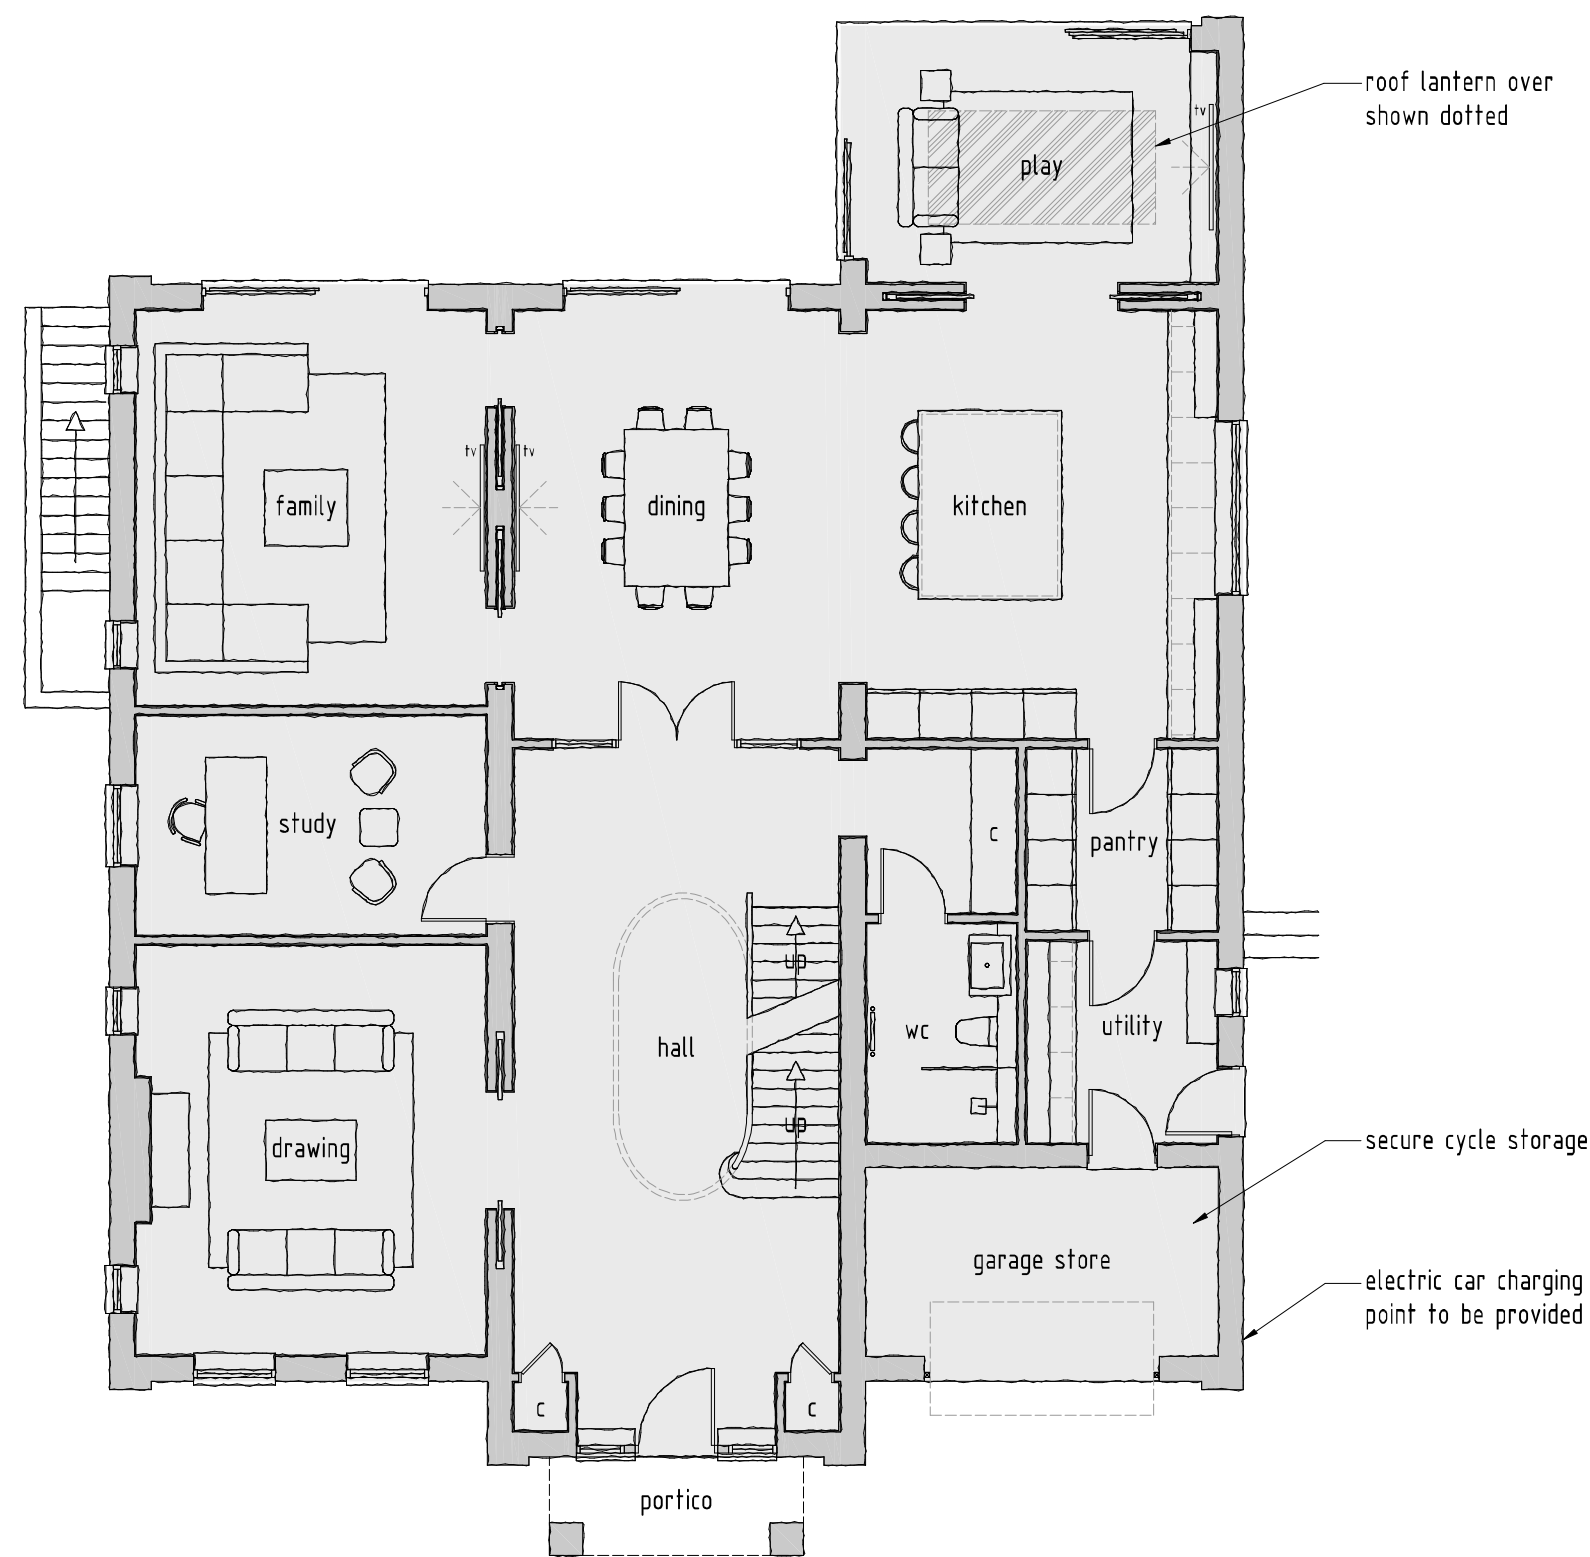 roof lantern over
shown dotted
tv
play
tv
tv
family
dining
kitchen
study
c
pantry
up
wc
utility
hall
up
drawing
secure cycle storage
garage store
electric car charging
point to be provided
c
c
portico